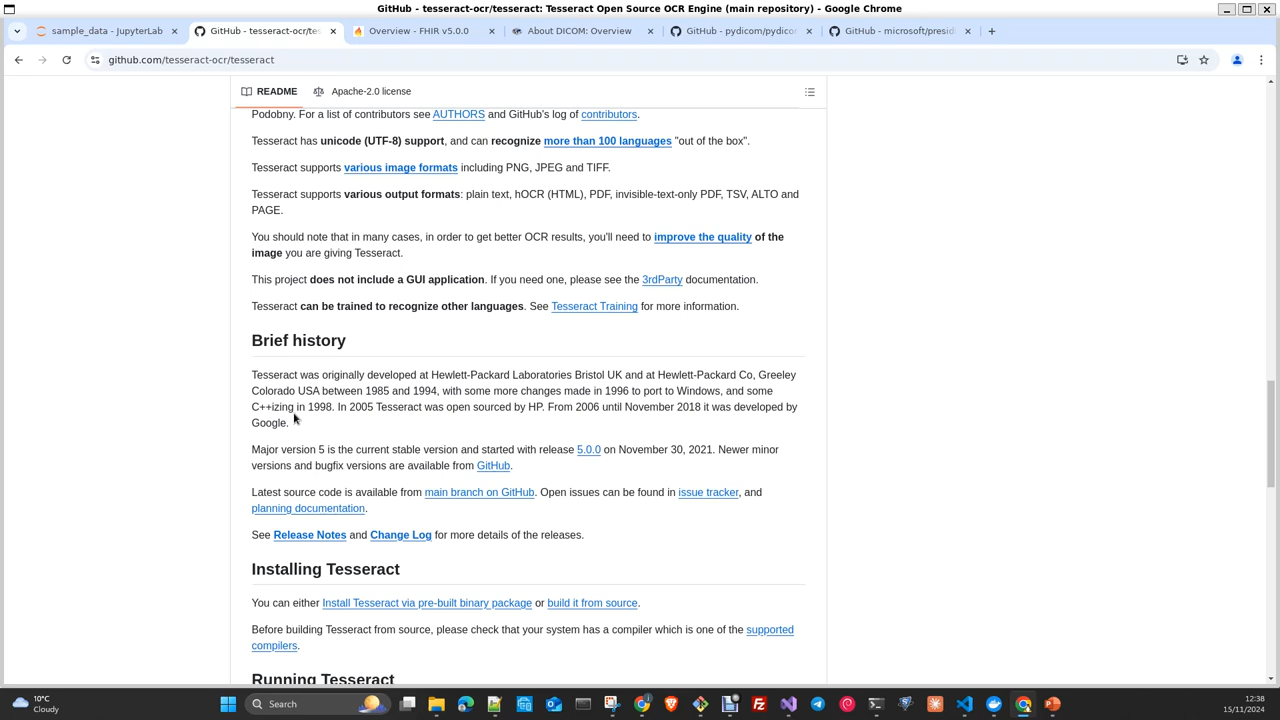 GitHub - tesseract-ocr/tesseract: Tesseract Open Source OCR Engine (main repository) - Google Chrome
sample_data - JupyterLab
GitHub - tesseract-ocr/tes
Overview - FHIR v5.0.0
About DICOM: Overview
GitHub - pydicom/pydicom
GitHub - microsoft/presid
github.com/tesseract-ocr/tesseract
README
Apache-2.0 license
Podobny. For a list of contributors see AUTHORS and GitHub's log of contributors.
Tesseract has unicode (UTF-8) support, and can recognize more than 100 languages "out of the box".
Tesseract supports various image formats including PNG, JPEG and TIFF.
Tesseract supports various output formats: plain text, hOCR (HTML), PDF, invisible-text-only PDF, TSV, ALTO and
PAGE.
You should note that in many cases, in order to get better OCR results, you'll need to improve the quality of the
image you are giving Tesseract.
This project does not include a GUI application. If you need one, please see the 3rdParty documentation.
Tesseract can be trained to recognize other languages. See Tesseract Training for more information.
Brief history
Tesseract was originally developed at Hewlett-Packard Laboratories Bristol UK and at Hewlett-Packard Co, Greeley
Colorado USA between 1985 and 1994, with some more changes made in 1996 to port to Windows, and some
C++izing in 1998. In 2005 Tesseract was open sourced by HP. From 2006 until November 2018 it was developed by
Google.
Major version 5 is the current stable version and started with release 5.0.0 on November 30, 2021. Newer minor
versions and bugfix versions are available from GitHub.
Latest source code is available from main branch on GitHub. Open issues can be found in issue tracker, and
planning documentation.
See Release Notes and Change Log for more details of the releases.
Installing Tesseract
You can either Install Tesseract via pre-built binary package or build it from source.
Before building Tesseract from source, please check that your system has a compiler which is one of the supported
compilers.
Running Tesseract
10°C
Cloudy
Search
12:38
15/11/2024